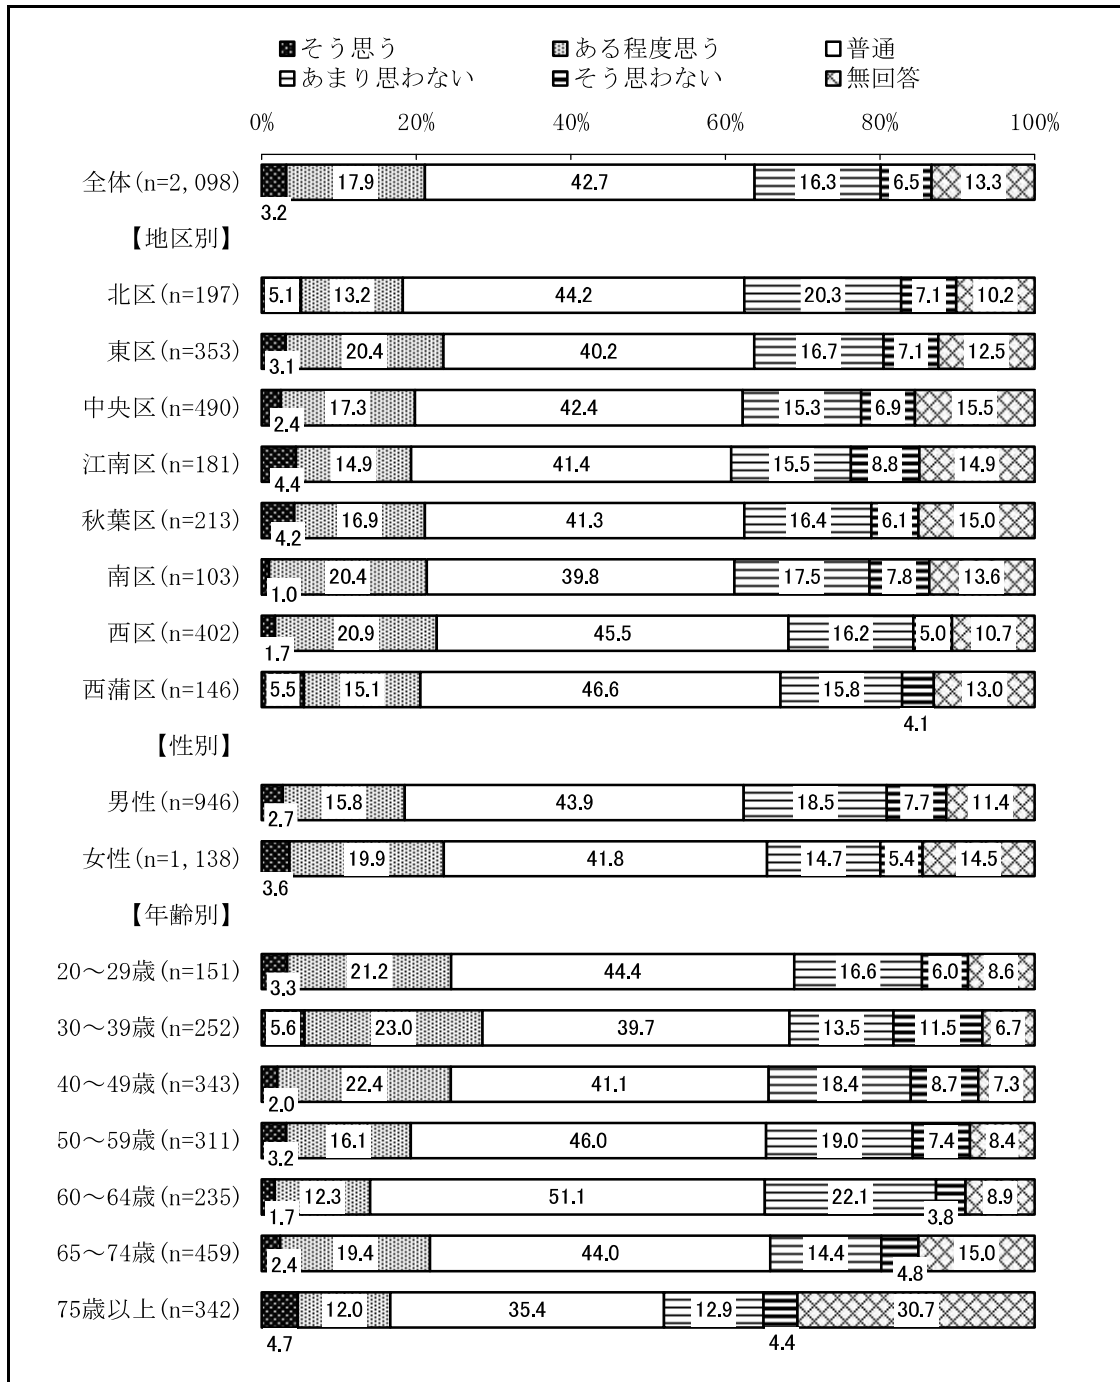 そう思う ある程度思う 普通
あまり思わない そう思わない 無回答
0% 20% 40% 60% 80% 100%
全体(n=2,098) 3.2 17.9 42.7 16.3 6.5 13.3
【地区別】
北区(n=197) 5.1 13.2 44.2 20.3 7.1 10.2
東区(n=353) 3.1 20.4 40.2 16.7 7.1 12.5
中央区(n=490) 2.4 17.3 42.4 15.3 6.9 15.5
江南区(n=181) 4.4 14.9 41.4 15.5 8.8 14.9
秋葉区(n=213) 4.2 16.9 41.3 16.4 6.1 15.0
南区(n=103) 1.0 20.4 39.8 17.5 7.8 13.6
西区(n=402) 1.7 20.9 45.5 16.2 5.0 10.7
西蒲区(n=146) 5.5 15.1 46.6 15.8 4.1 13.0
【性別】
男性(n=946) 2.7 15.8 43.9 18.5 7.7 11.4
女性(n=1,138) 3.6 19.9 41.8 14.7 5.4 14.5
【年齢別】
20～29歳(n=151) 3.3 21.2 44.4 16.6 6.0 8.6
30～39歳(n=252) 5.6 23.0 39.7 13.5 11.5 6.7
40～49歳(n=343) 2.0 22.4 41.1 18.4 8.7 7.3
50～59歳(n=311) 3.2 16.1 46.0 19.0 7.4 8.4
60～64歳(n=235) 1.7 12.3 51.1 22.1 3.8 8.9
65～74歳(n=459) 2.4 19.4 44.0 14.4 4.8 15.0
75歳以上(n=342) 4.7 12.0 35.4 12.9 4.4 30.7